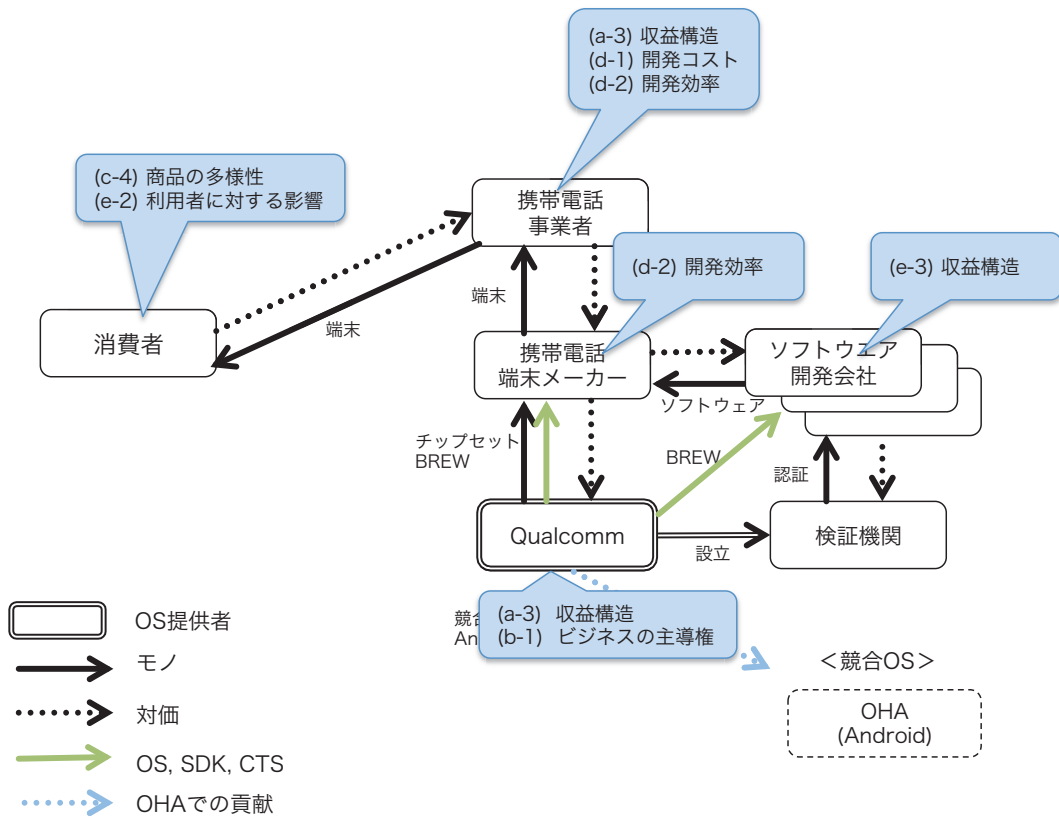 (a-3) 収益構造
(d-1) 開発コスト
(d-2) 開発効率
(c-4) 商品の多様性
(e-2) 利用者に対する影響
携帯電話
事業者
(d-2) 開発効率
(e-3) 収益構造
端末
端末
消費者
携帯電話
端末メーカー
ソフトウエア
開発会社
ソフトウェア
チップセット
BREW
BREW
認証
Qualcomm
設立
検証機関
(a-3) 収益構造
(b-1) ビジネスの主導権
競合
An
OS提供者
モノ
対価
OS, SDK, CTS
OHAでの貢献
＜競合OS＞
OHA
(Android)